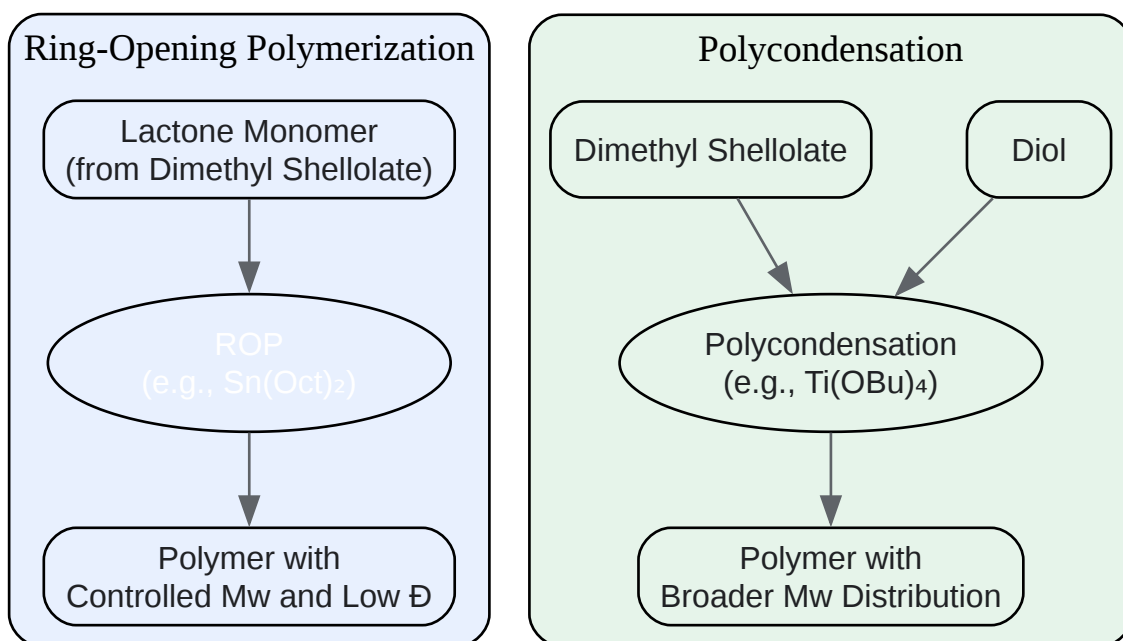 Ring-Opening Polymerization
Lactone Monomer
(from Dimethyl Shellolate)
ROP
(e.g., Sn(Oct)₂)
Polymer with
Controlled Mw and Low Đ
Polycondensation
Dimethyl Shellolate
Diol
Polycondensation
(e.g., Ti(OBu)₄)
Polymer with
Broader Mw Distribution